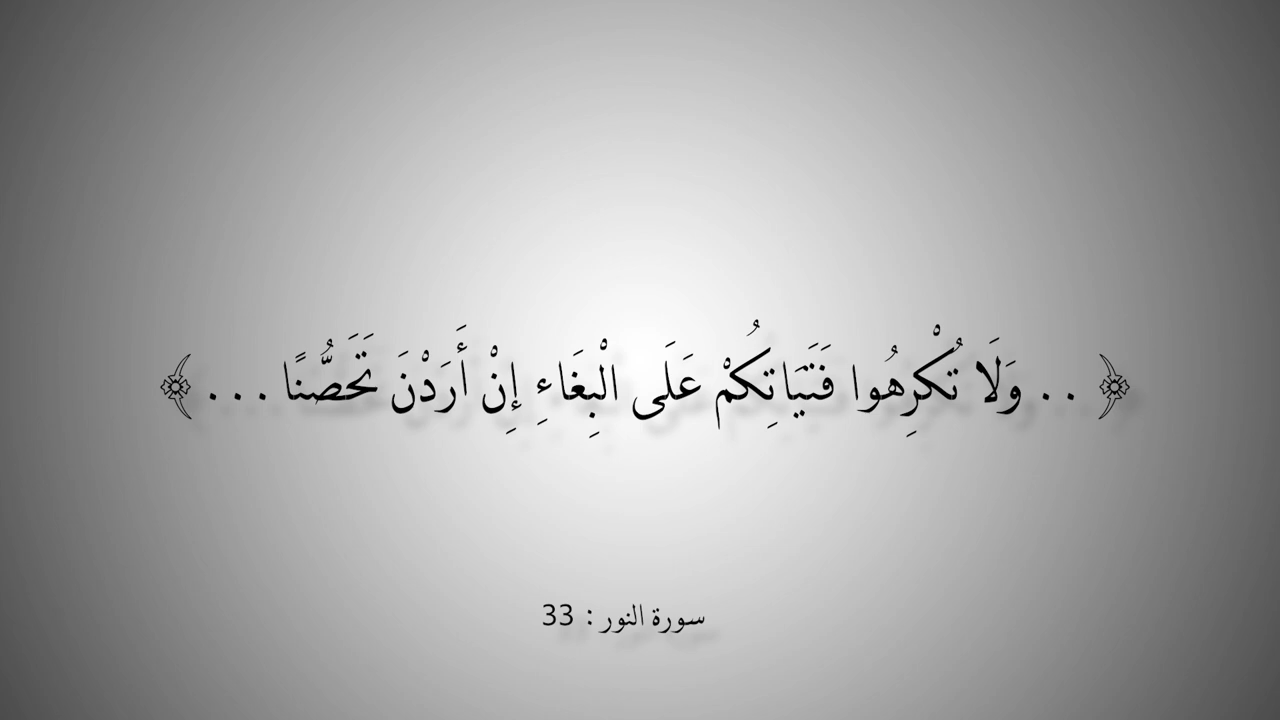 ﴿ .. وَلَا تُكْرِهُوا فَتَيَاتِكُمْ عَلَى الْبِغَاءِ إِنْ أَرَدْنَ تَحَصُّنًا ... ﴾
سورة النور : 33